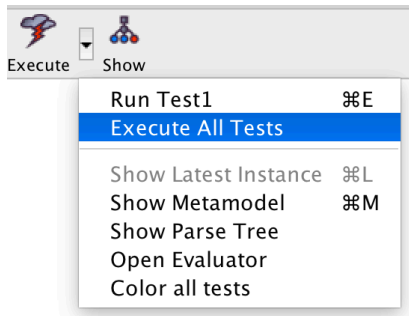 Execute Show
Run Test1 ⌘E
Execute All Tests
Show Latest Instance ⌘L
Show Metamodel ⌘M
Show Parse Tree
Open Evaluator
Color all tests